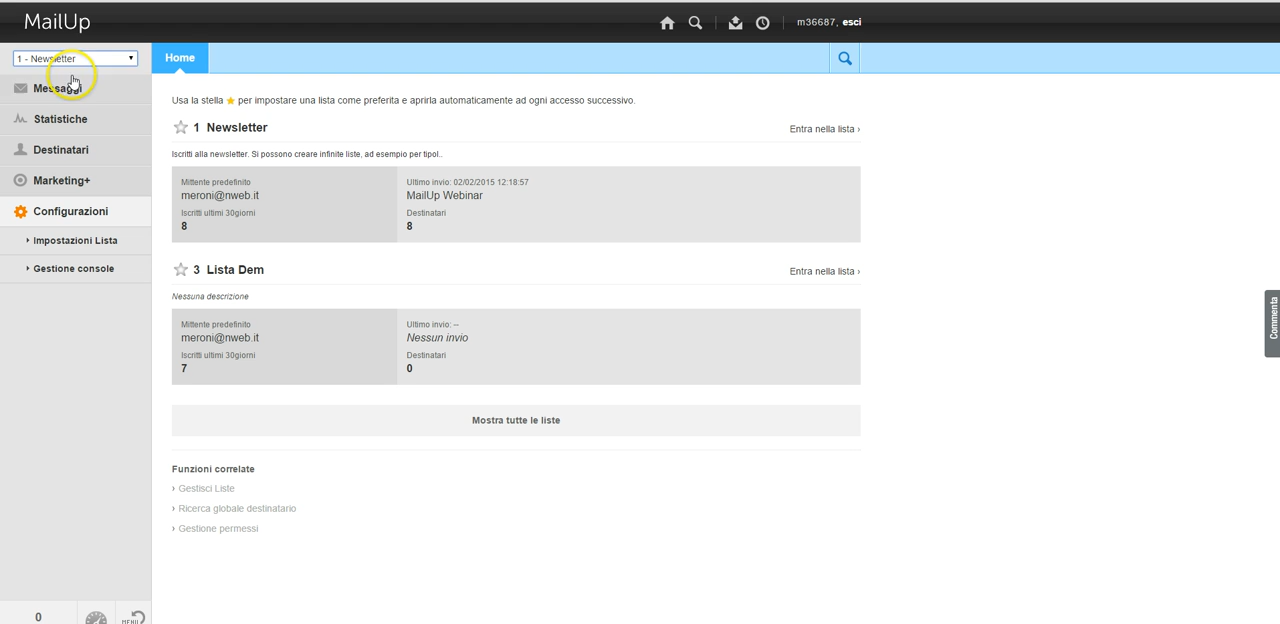 MailUp
m36687, esci
1 - Newsletter
Home
Messaggi
Statistiche
Destinatari
Marketing+
Configurazioni
Impostazioni Lista
Gestione console
Usa la stella per impostare una lista come preferita e aprirla automaticamente ad ogni accesso successivo.
1 Newsletter
Entra nella lista ›
Iscritti alla newsletter. Si possono creare infinite liste, ad esempio per tipol..
Mittente predefinito
meroni@nweb.it
Iscritti ultimi 30giorni
8
Ultimo invio: 02/02/2015 12:18:57
MailUp Webinar
Destinatari
8
3 Lista Dem
Entra nella lista ›
Nessuna descrizione
Mittente predefinito
meroni@nweb.it
Iscritti ultimi 30giorni
7
Ultimo invio: --
Nessun invio
Destinatari
0
Mostra tutte le liste
Funzioni correlate
› Gestisci Liste
› Ricerca globale destinatario
› Gestione permessi
Commenta
0
MENU